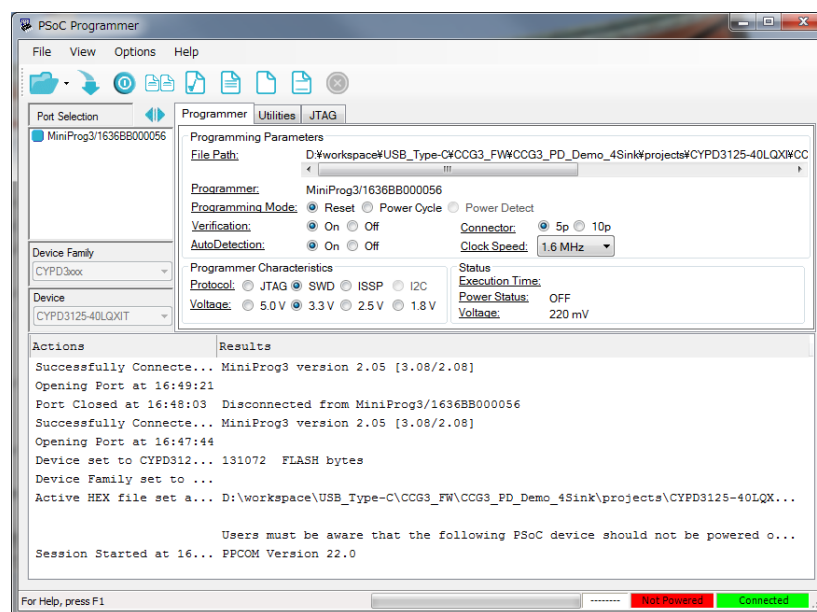 PSoC Programmer
File View Options Help
Port Selection
MiniProg3/1636BB000056
Device Family
CYPD3xxx
Device
CYPD3125-40LQXIT
Programmer Utilities JTAG
Programming Parameters
File Path: D:¥workspace¥USB_Type-C¥CCG3_FW¥CCG3_PD_Demo_4Sink¥projects¥CYPD3125-40LQXI¥CC
Programmer: MiniProg3/1636BB000056
Programming Mode: Reset Power Cycle Power Detect
Verification: On Off Connector: 5p 10p
AutoDetection: On Off Clock Speed: 1.6 MHz
Programmer Characteristics
Protocol: JTAG SWD ISSP I2C
Voltage: 5.0 V 3.3 V 2.5 V 1.8 V
Status
Execution Time:
Power Status: OFF
Voltage: 220 mV
Actions Results
Successfully Connecte... MiniProg3 version 2.05 [3.08/2.08]
Opening Port at 16:49:21
Port Closed at 16:48:03 Disconnected from MiniProg3/1636BB000056
Successfully Connecte... MiniProg3 version 2.05 [3.08/2.08]
Opening Port at 16:47:44
Device set to CYPD312... 131072 FLASH bytes
Device Family set to ...
Active HEX file set a... D:\workspace\USB_Type-C\CCG3_FW\CCG3_PD_Demo_4Sink\projects\CYPD3125-40LQX...
Users must be aware that the following PSoC device should not be powered o...
Session Started at 16... PPCOM Version 22.0
For Help, press F1 -------- Not Powered Connected